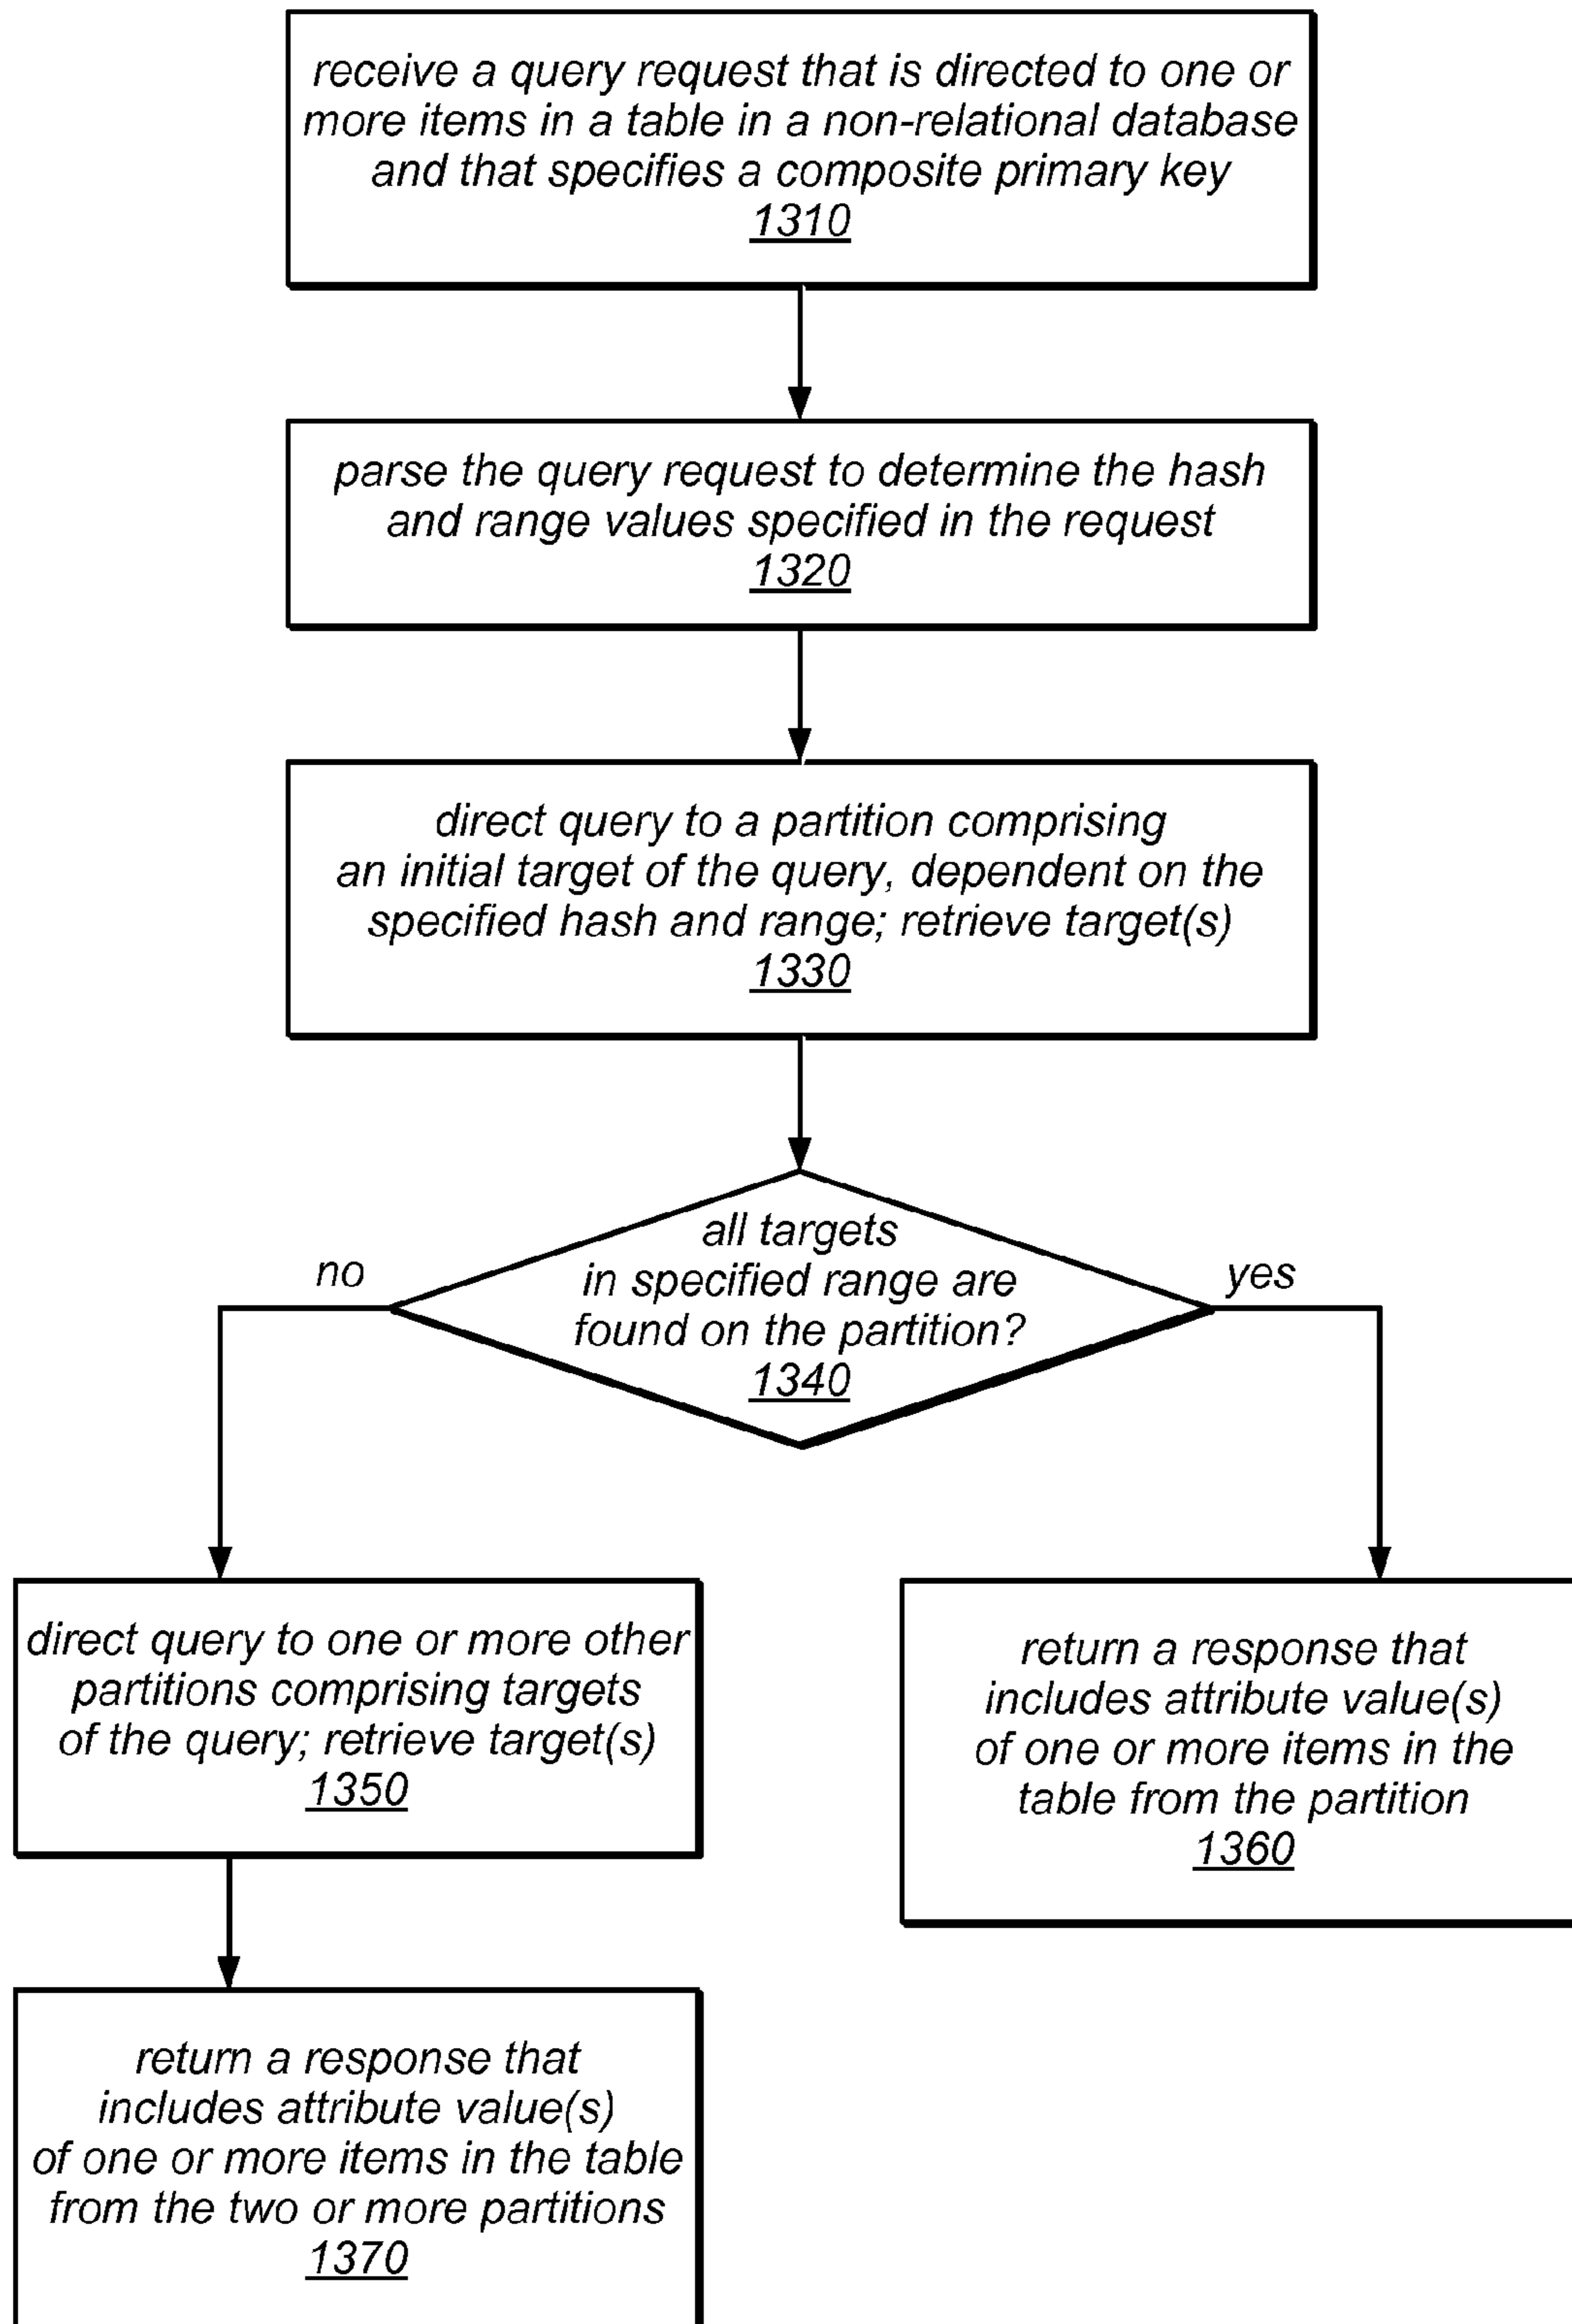 receive a query request that is directed to one or
more items in a table in a non-relational database
and that specifies a composite primary key
1310
parse the query request to determine the hash
and range values specified in the request
1320
direct query to a partition comprising
an initial target of the query, dependent on the
specified hash and range; retrieve target(s)
1330
all targets
in specified range are
found on the partition?
1340
no
yes
direct query to one or more other
partitions comprising targets
of the query; retrieve target(s)
1350
return a response that
includes attribute value(s)
of one or more items in the
table from the partition
1360
return a response that
includes attribute value(s)
of one or more items in the table
from the two or more partitions
1370